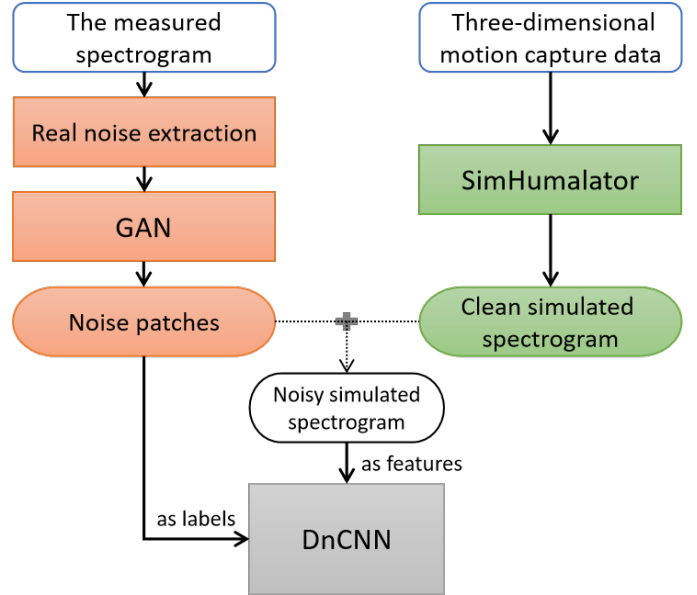 The measured
spectrogram
Three-dimensional
motion capture data
Real noise extraction
SimHumalator
GAN
Noise patches
Clean simulated
spectrogram
Noisy simulated
spectrogram
as features
as labels
DnCNN